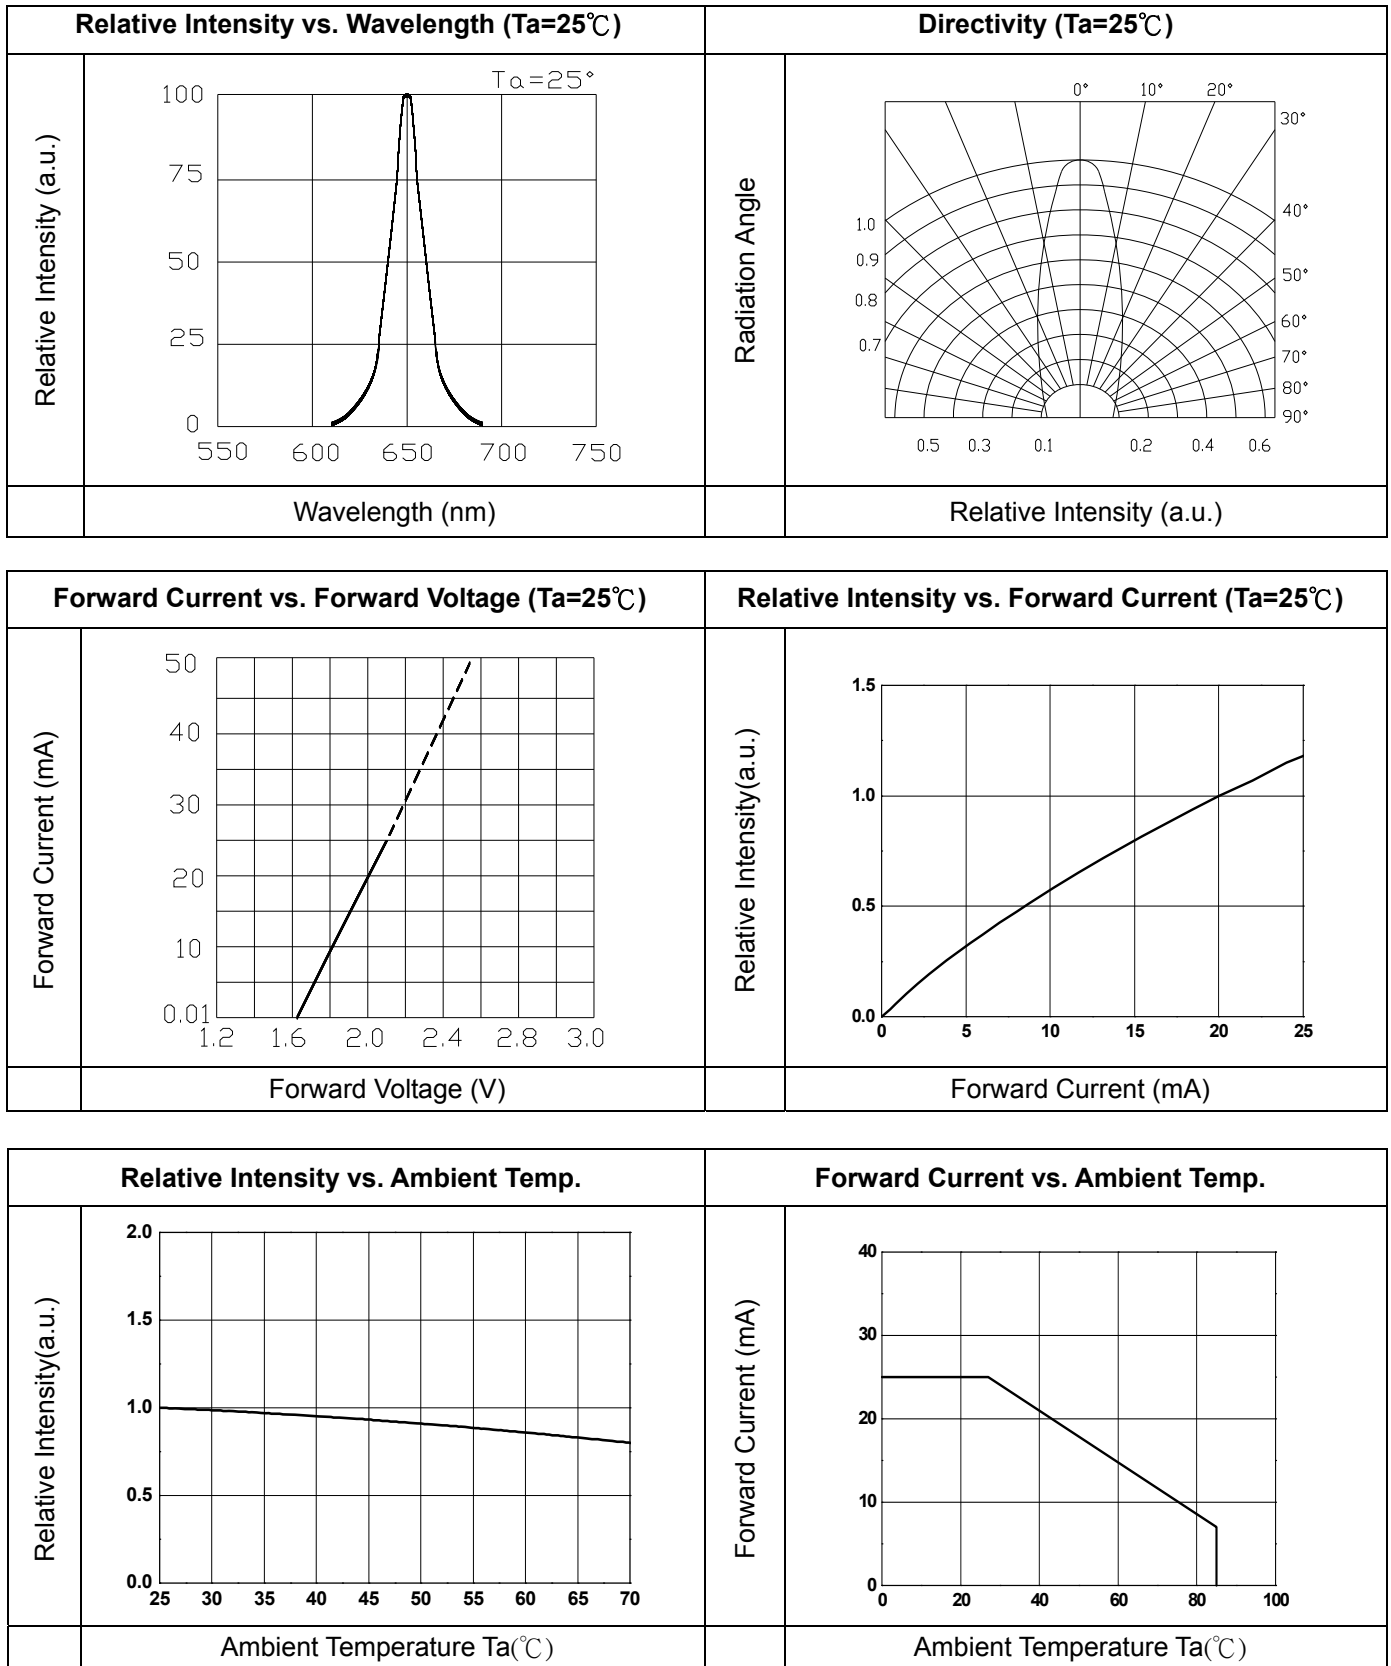 Relative Intensity vs. Wavelength (Ta=25℃)
Directivity (Ta=25℃)
Relative Intensity (a.u.)
Ta=25°
100
75
50
25
0
550 600 650 700 750
Wavelength (nm)
Radiation Angle
0° 10° 20°
30°
40°
50°
60°
70°
80°
90°
1.0
0.9
0.8
0.7
0.5 0.3 0.1 0.2 0.4 0.6
Relative Intensity (a.u.)
Forward Current vs. Forward Voltage (Ta=25℃)
Relative Intensity vs. Forward Current (Ta=25℃)
Forward Current (mA)
50
40
30
20
10
0.01
1.2 1.6 2.0 2.4 2.8 3.0
Forward Voltage (V)
Relative Intensity(a.u.)
1.5
1.0
0.5
0.0
0 5 10 15 20 25
Forward Current (mA)
Relative Intensity vs. Ambient Temp.
Forward Current vs. Ambient Temp.
Relative Intensity(a.u.)
2.0
1.5
1.0
0.5
0.0
25 30 35 40 45 50 55 60 65 70
Ambient Temperature Ta(℃)
Forward Current (mA)
40
30
20
10
0
0 20 40 60 80 100
Ambient Temperature Ta(℃)